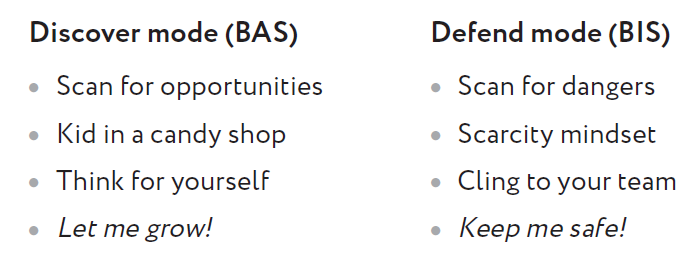 Discover mode (BAS)
• Scan for opportunities
• Kid in a candy shop
• Think for yourself
• Let me grow!
Defend mode (BIS)
• Scan for dangers
• Scarcity mindset
• Cling to your team
• Keep me safe!